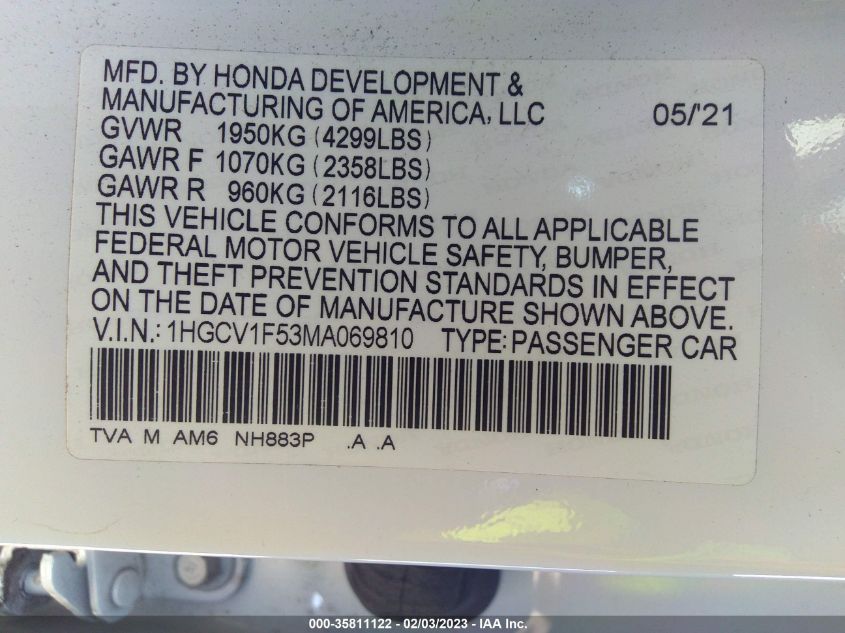 MFD. BY HONDA DEVELOPMENT &
MANUFACTURING OF AMERICA, LLC 05/'21
GVWR 1950KG (4299LBS)
GAWR F 1070KG (2358LBS)
GAWR R 960KG (2116LBS)
THIS VEHICLE CONFORMS TO ALL APPLICABLE
FEDERAL MOTOR VEHICLE SAFETY, BUMPER,
AND THEFT PREVENTION STANDARDS IN EFFECT
ON THE DATE OF MANUFACTURE SHOWN ABOVE.
V.I.N.: 1HGCV1F53MA069810 TYPE: PASSENGER CAR
TVA M AM6 NH883P .A .A
000-35811122 - 02/03/2023 - IAA Inc.